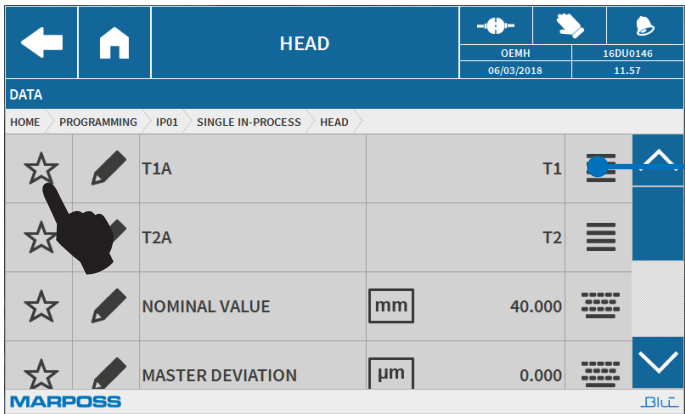 HEAD
OEMH 16DU0146
06/03/2018 11.57
DATA
HOME PROGRAMMING IP01 SINGLE IN-PROCESS HEAD
T1A T1
T2A T2
NOMINAL VALUE mm 40.000
MASTER DEVIATION µm 0.000
MARPOSS BLÚ